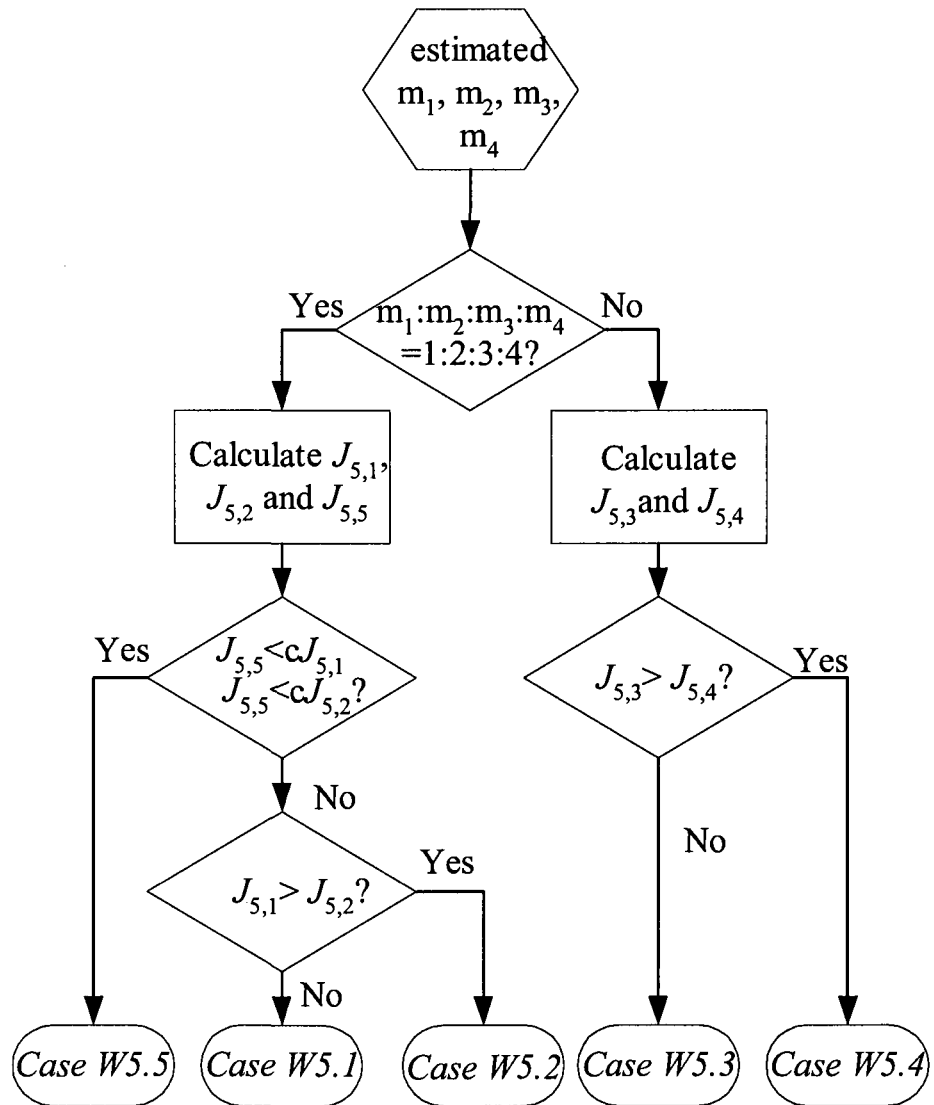 estimated
m₁, m₂, m₃,
m₄
Yes
No
m₁:m₂:m₃:m₄
=1:2:3:4?
Calculate J₅,₁,
J₅,₂ and J₅,₅
Calculate
J₅,₃and J₅,₄
Yes
J₅,₅<cJ₅,₁
J₅,₅<cJ₅,₂?
J₅,₃> J₅,₄?
Yes
No
No
J₅,₁> J₅,₂?
Yes
No
Case W5.5
Case W5.1
Case W5.2
Case W5.3
Case W5.4